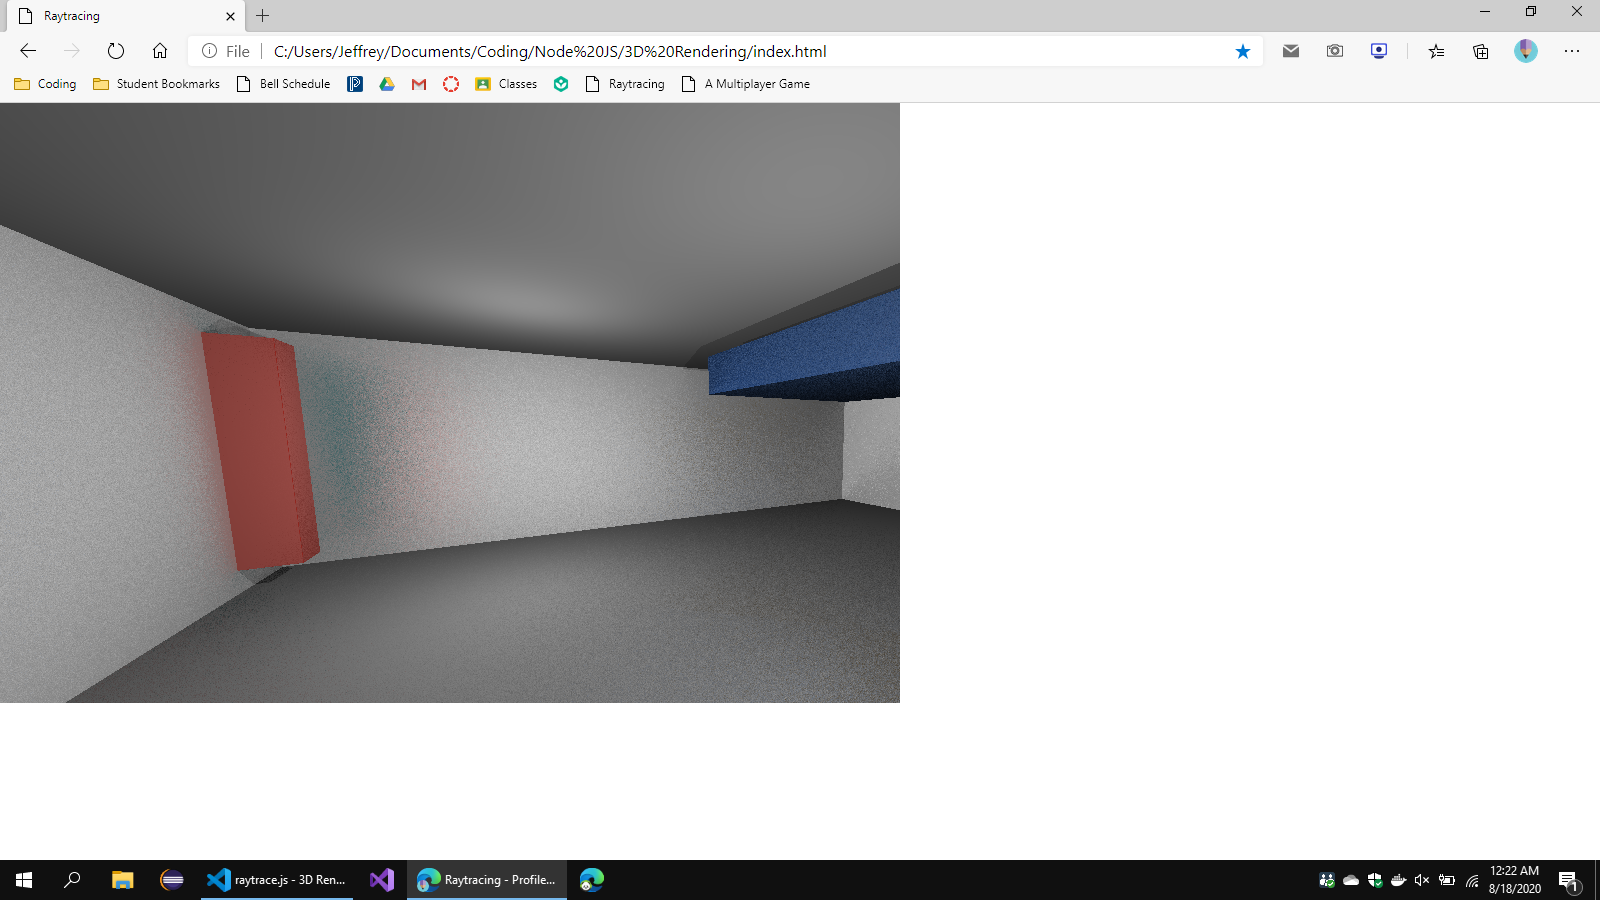 Raytracing
File
C:/Users/Jeffrey/Documents/Coding/Node%20JS/3D%20Rendering/index.html
Coding Student Bookmarks Bell Schedule Classes Raytracing A Multiplayer Game
raytrace.js - 3D Ren... Raytracing - Profile...
12:22 AM
8/18/2020
1